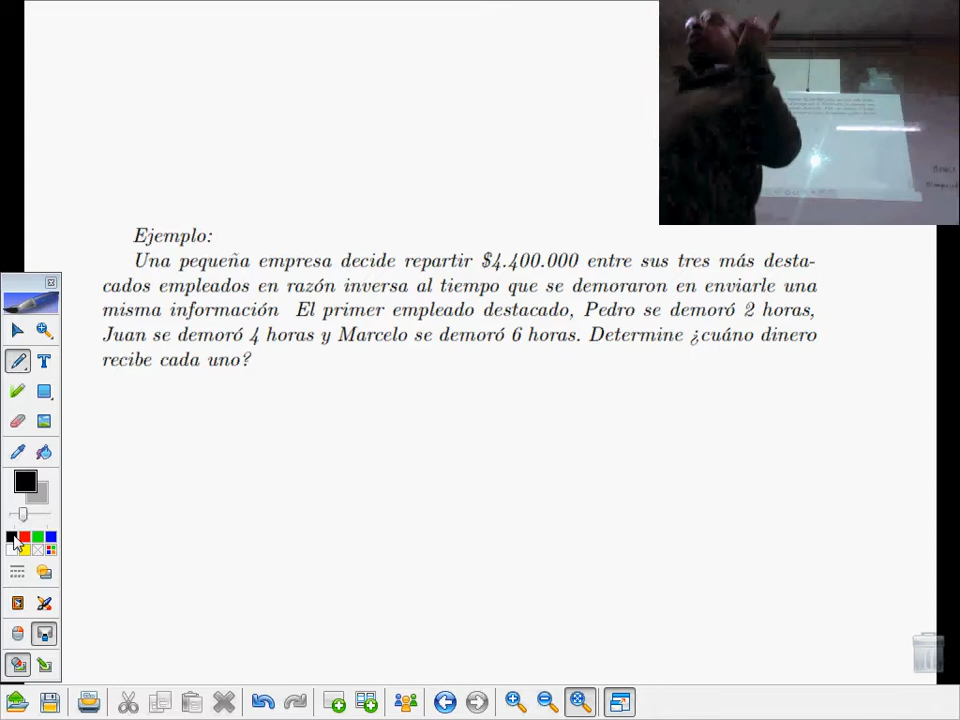 Ejemplo:
Una pequeña empresa decide repartir $4.400.000 entre sus tres más desta-
cados empleados en razón inversa al tiempo que se demoraron en enviarle una
misma información El primer empleado destacado, Pedro se demoró 2 horas,
Juan se demoró 4 horas y Marcelo se demoró 6 horas. Determine ¿cuúno dinero
recibe cada uno?
T